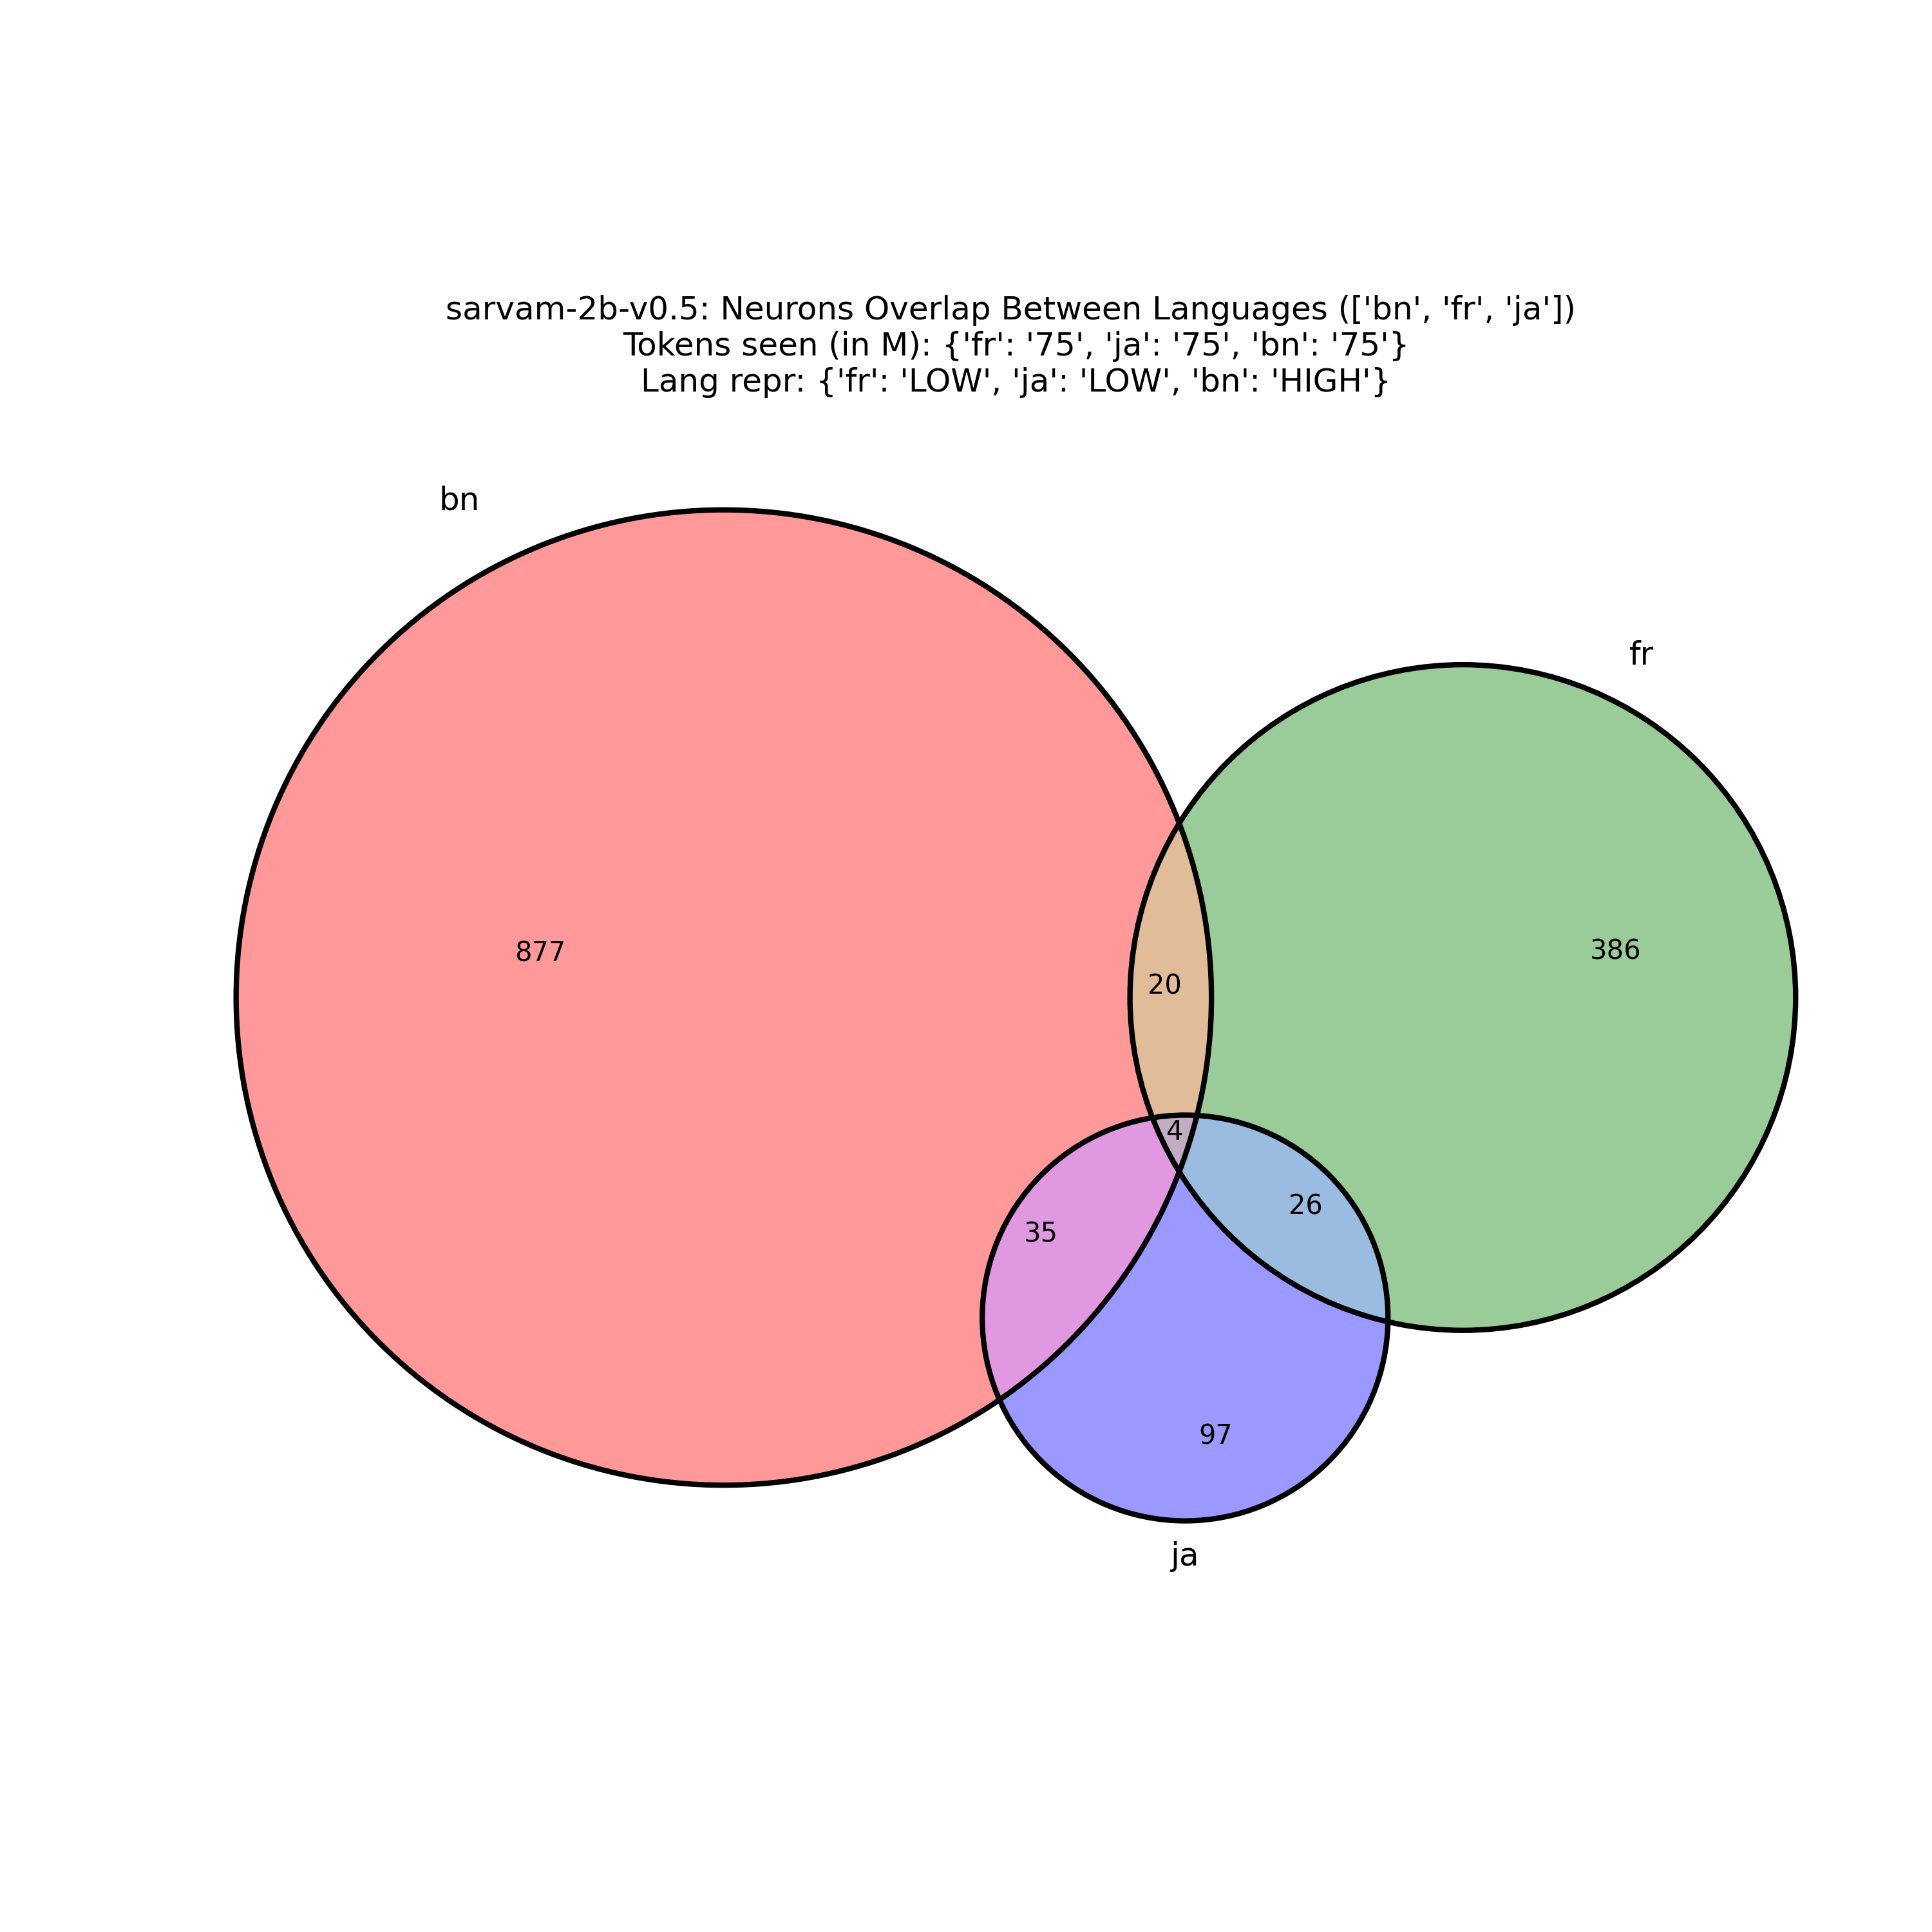 sarvam-2b-v0.5: Neurons Overlap Between Languages (['bn', 'fr', 'ja'])
Tokens seen (in M): {'fr': '75', 'ja': '75', 'bn': '75'}
Lang repr: {'fr': 'LOW', 'ja': 'LOW', 'bn': 'HIGH'}
bn
fr
877
386
20
4
26
35
97
ja